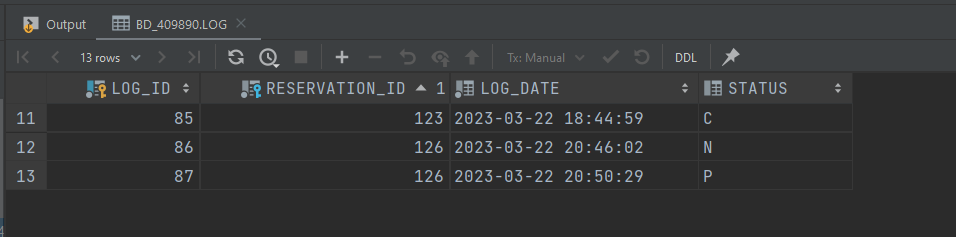 Output BD_409890.LOG
13 rows Tx: Manual DDL
LOG_ID RESERVATION_ID 1 LOG_DATE STATUS
11 85 123 2023-03-22 18:44:59 C
12 86 126 2023-03-22 20:46:02 N
13 87 126 2023-03-22 20:50:29 P